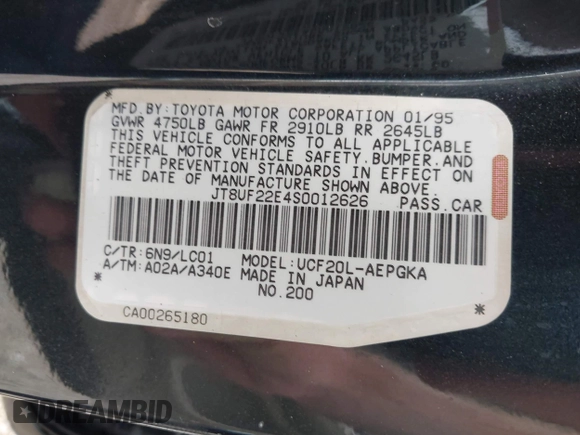 MFD.BY:TOYOTA MOTOR CORPORATION 01/95
GVWR 4750LB GAWR FR 2910LB RR 2645LB
THIS VEHICLE CONFORMS TO ALL APPLICABLE
FEDERAL MOTOR VEHICLE SAFETY.BUMPER.AND
THEFT PREVENTION STANDARDS IN EFFECT ON
THE DATE OF MANUFACTURE SHOWN ABOVE.
JT8UF22E4S0012626 PASS.CAR
C/TR:6N9/LC01 MODEL:UCF20L-AEPGKA
A/TM:A02A/A340E MADE IN JAPAN
NO.200
CA00265180
DREAMBID